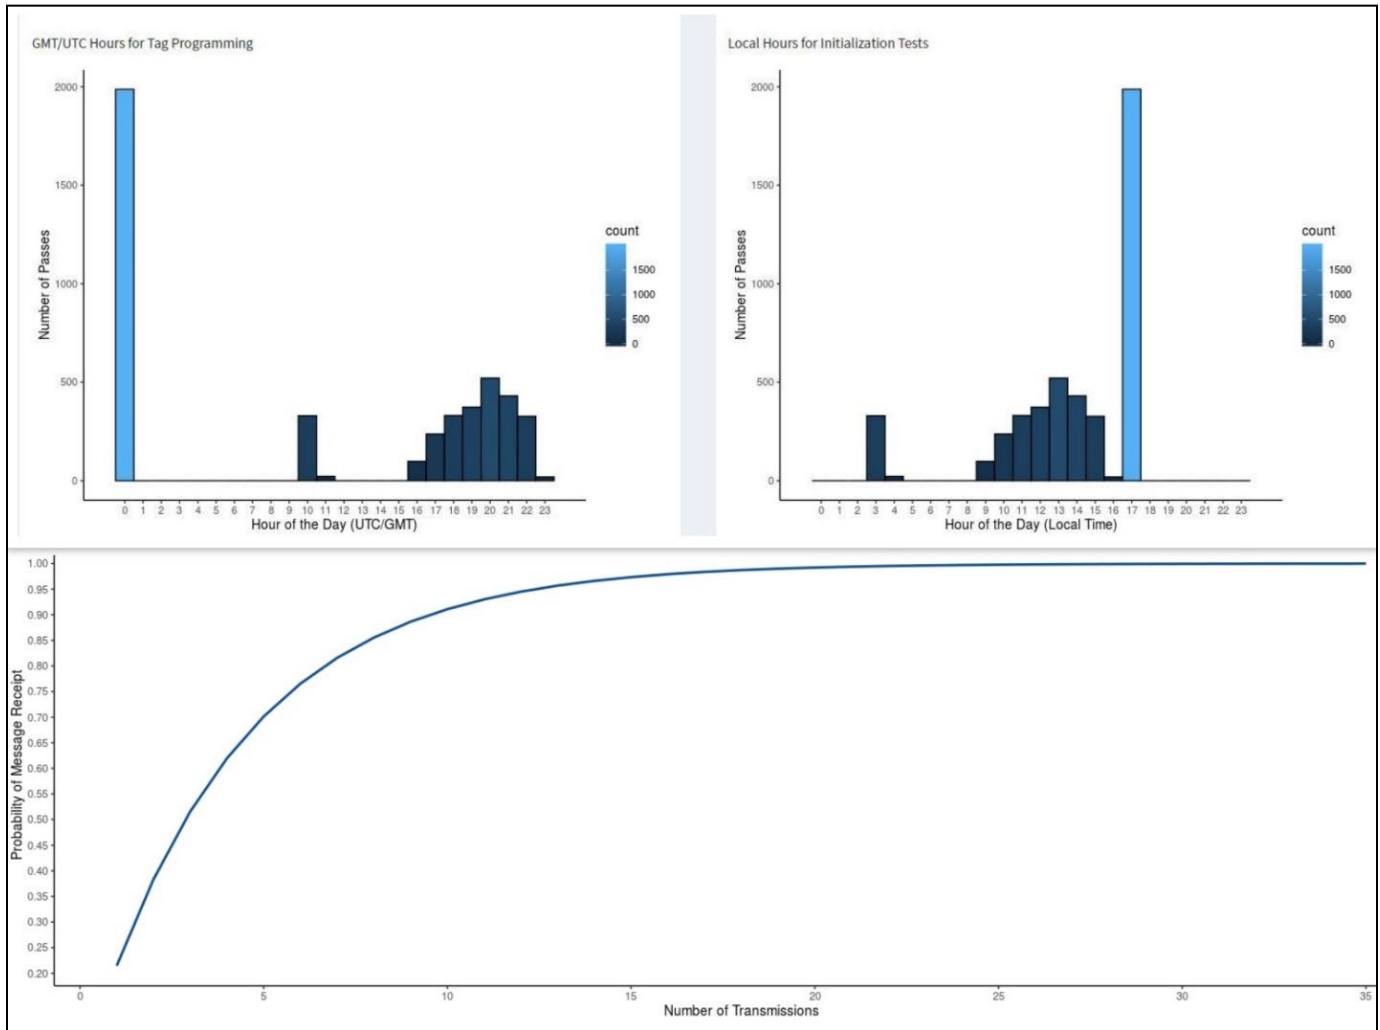 GMT/UTC Hours for Tag Programming
2000
1500
1000
500
0
Number of Passes
0 1 2 3 4 5 6 7 8 9 10 11 12 13 14 15 16 17 18 19 20 21 22 23
Hour of the Day (UTC/GMT)
count
1500
1000
500
0
Local Hours for Initialization Tests
2000
1500
1000
500
0
Number of Passes
0 1 2 3 4 5 6 7 8 9 10 11 12 13 14 15 16 17 18 19 20 21 22 23
Hour of the Day (Local Time)
count
1500
1000
500
0
1.00
0.95
0.90
0.85
0.80
0.75
0.70
0.65
0.60
0.55
0.50
0.45
0.40
0.35
0.30
0.25
0.20
Probability of Message Receipt
0 5 10 15 20 25 30 35
Number of Transmissions